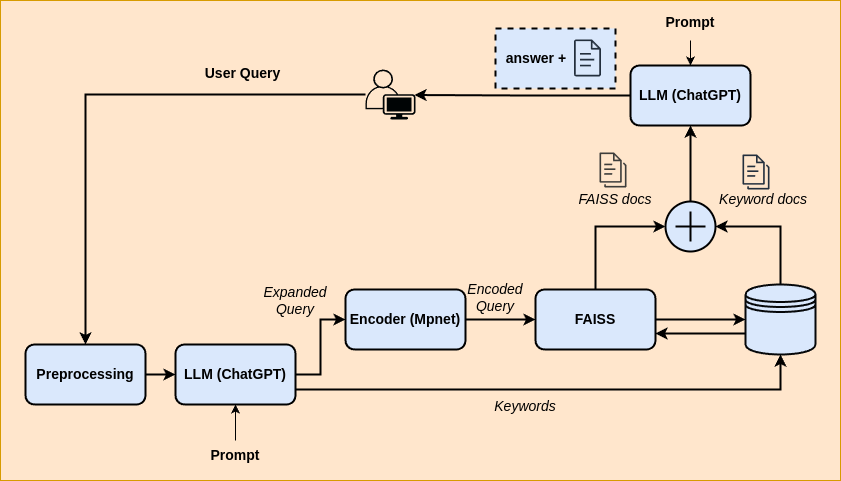 Prompt
User Query
answer +
LLM (ChatGPT)
FAISS docs
Keyword docs
Expanded
Query
Encoded
Query
Encoder (Mpnet)
FAISS
Preprocessing
LLM (ChatGPT)
Keywords
Prompt